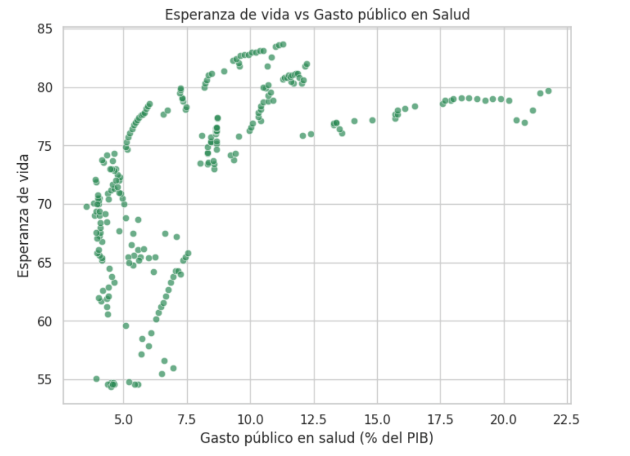 Esperanza de vida vs Gasto público en Salud
85
80
75
70
65
60
55
Esperanza de vida
5.0 7.5 10.0 12.5 15.0 17.5 20.0 22.5
Gasto público en salud (% del PIB)